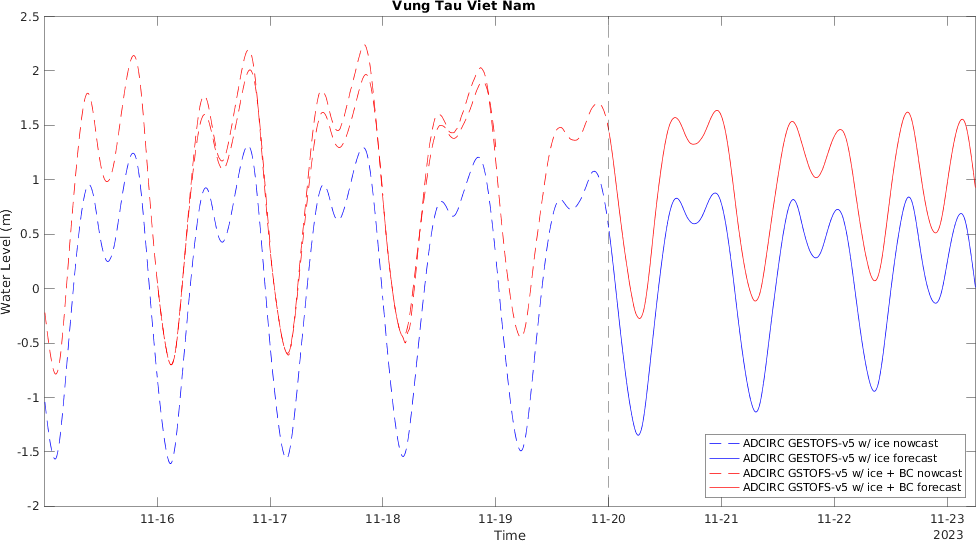 Vung Tau Viet Nam
2.5
2
1.5
1
0.5
0
-0.5
-1
-1.5
-2
Water Level (m)
11-16 11-17 11-18 11-19 11-20 11-21 11-22 11-23
2023
Time
ADCIRC GESTOFS-v5 w/ ice nowcast
ADCIRC GESTOFS-v5 w/ ice forecast
ADCIRC GSTOFS-v5 w/ ice + BC nowcast
ADCIRC GSTOFS-v5 w/ ice + BC forecast